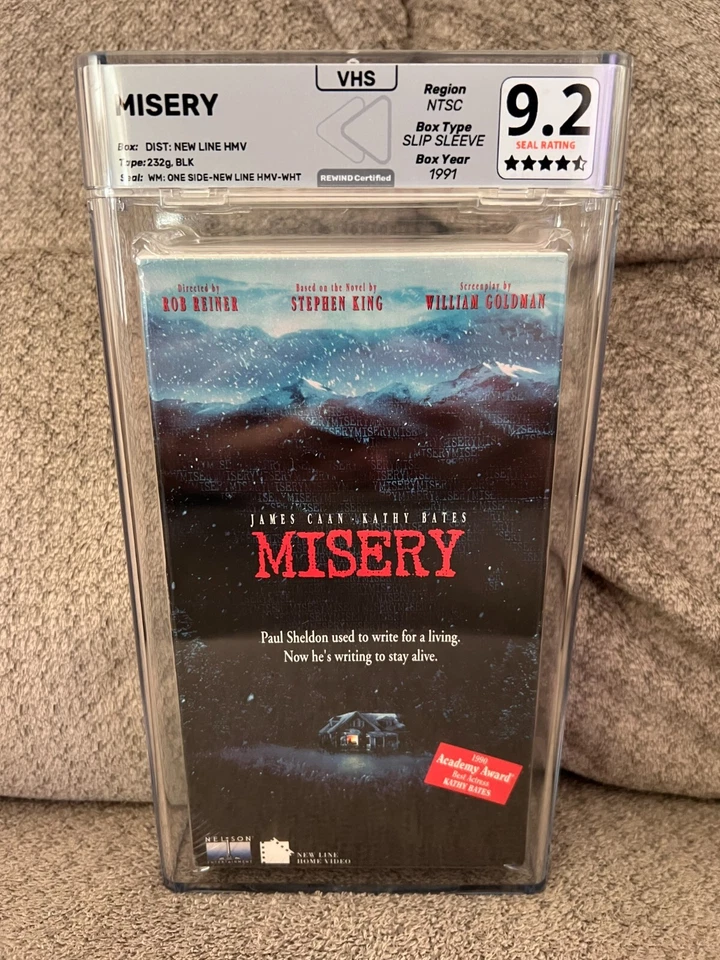 VHS
MISERY
Box: DIST: NEW LINE HMV
Tape: 232g, BLK
Seal: WM: ONE SIDE-NEW LINE HMV-WHT
REWIND Certified
Region
NTSC
Box Type
SLIP SLEEVE
Box Year
1991
9.2
SEAL RATING
Directed by
ROB REINER
Based on the Novel by
STEPHEN KING
Screenplay by
WILLIAM GOLDMAN
JAMES CAAN · KATHY BATES
MISERY
Paul Sheldon used to write for a living.
Now he's writing to stay alive.
1990
Academy Award®
Best Actress
KATHY BATES
NELSON
ENTERTAINMENT
NEW LINE
HOME VIDEO